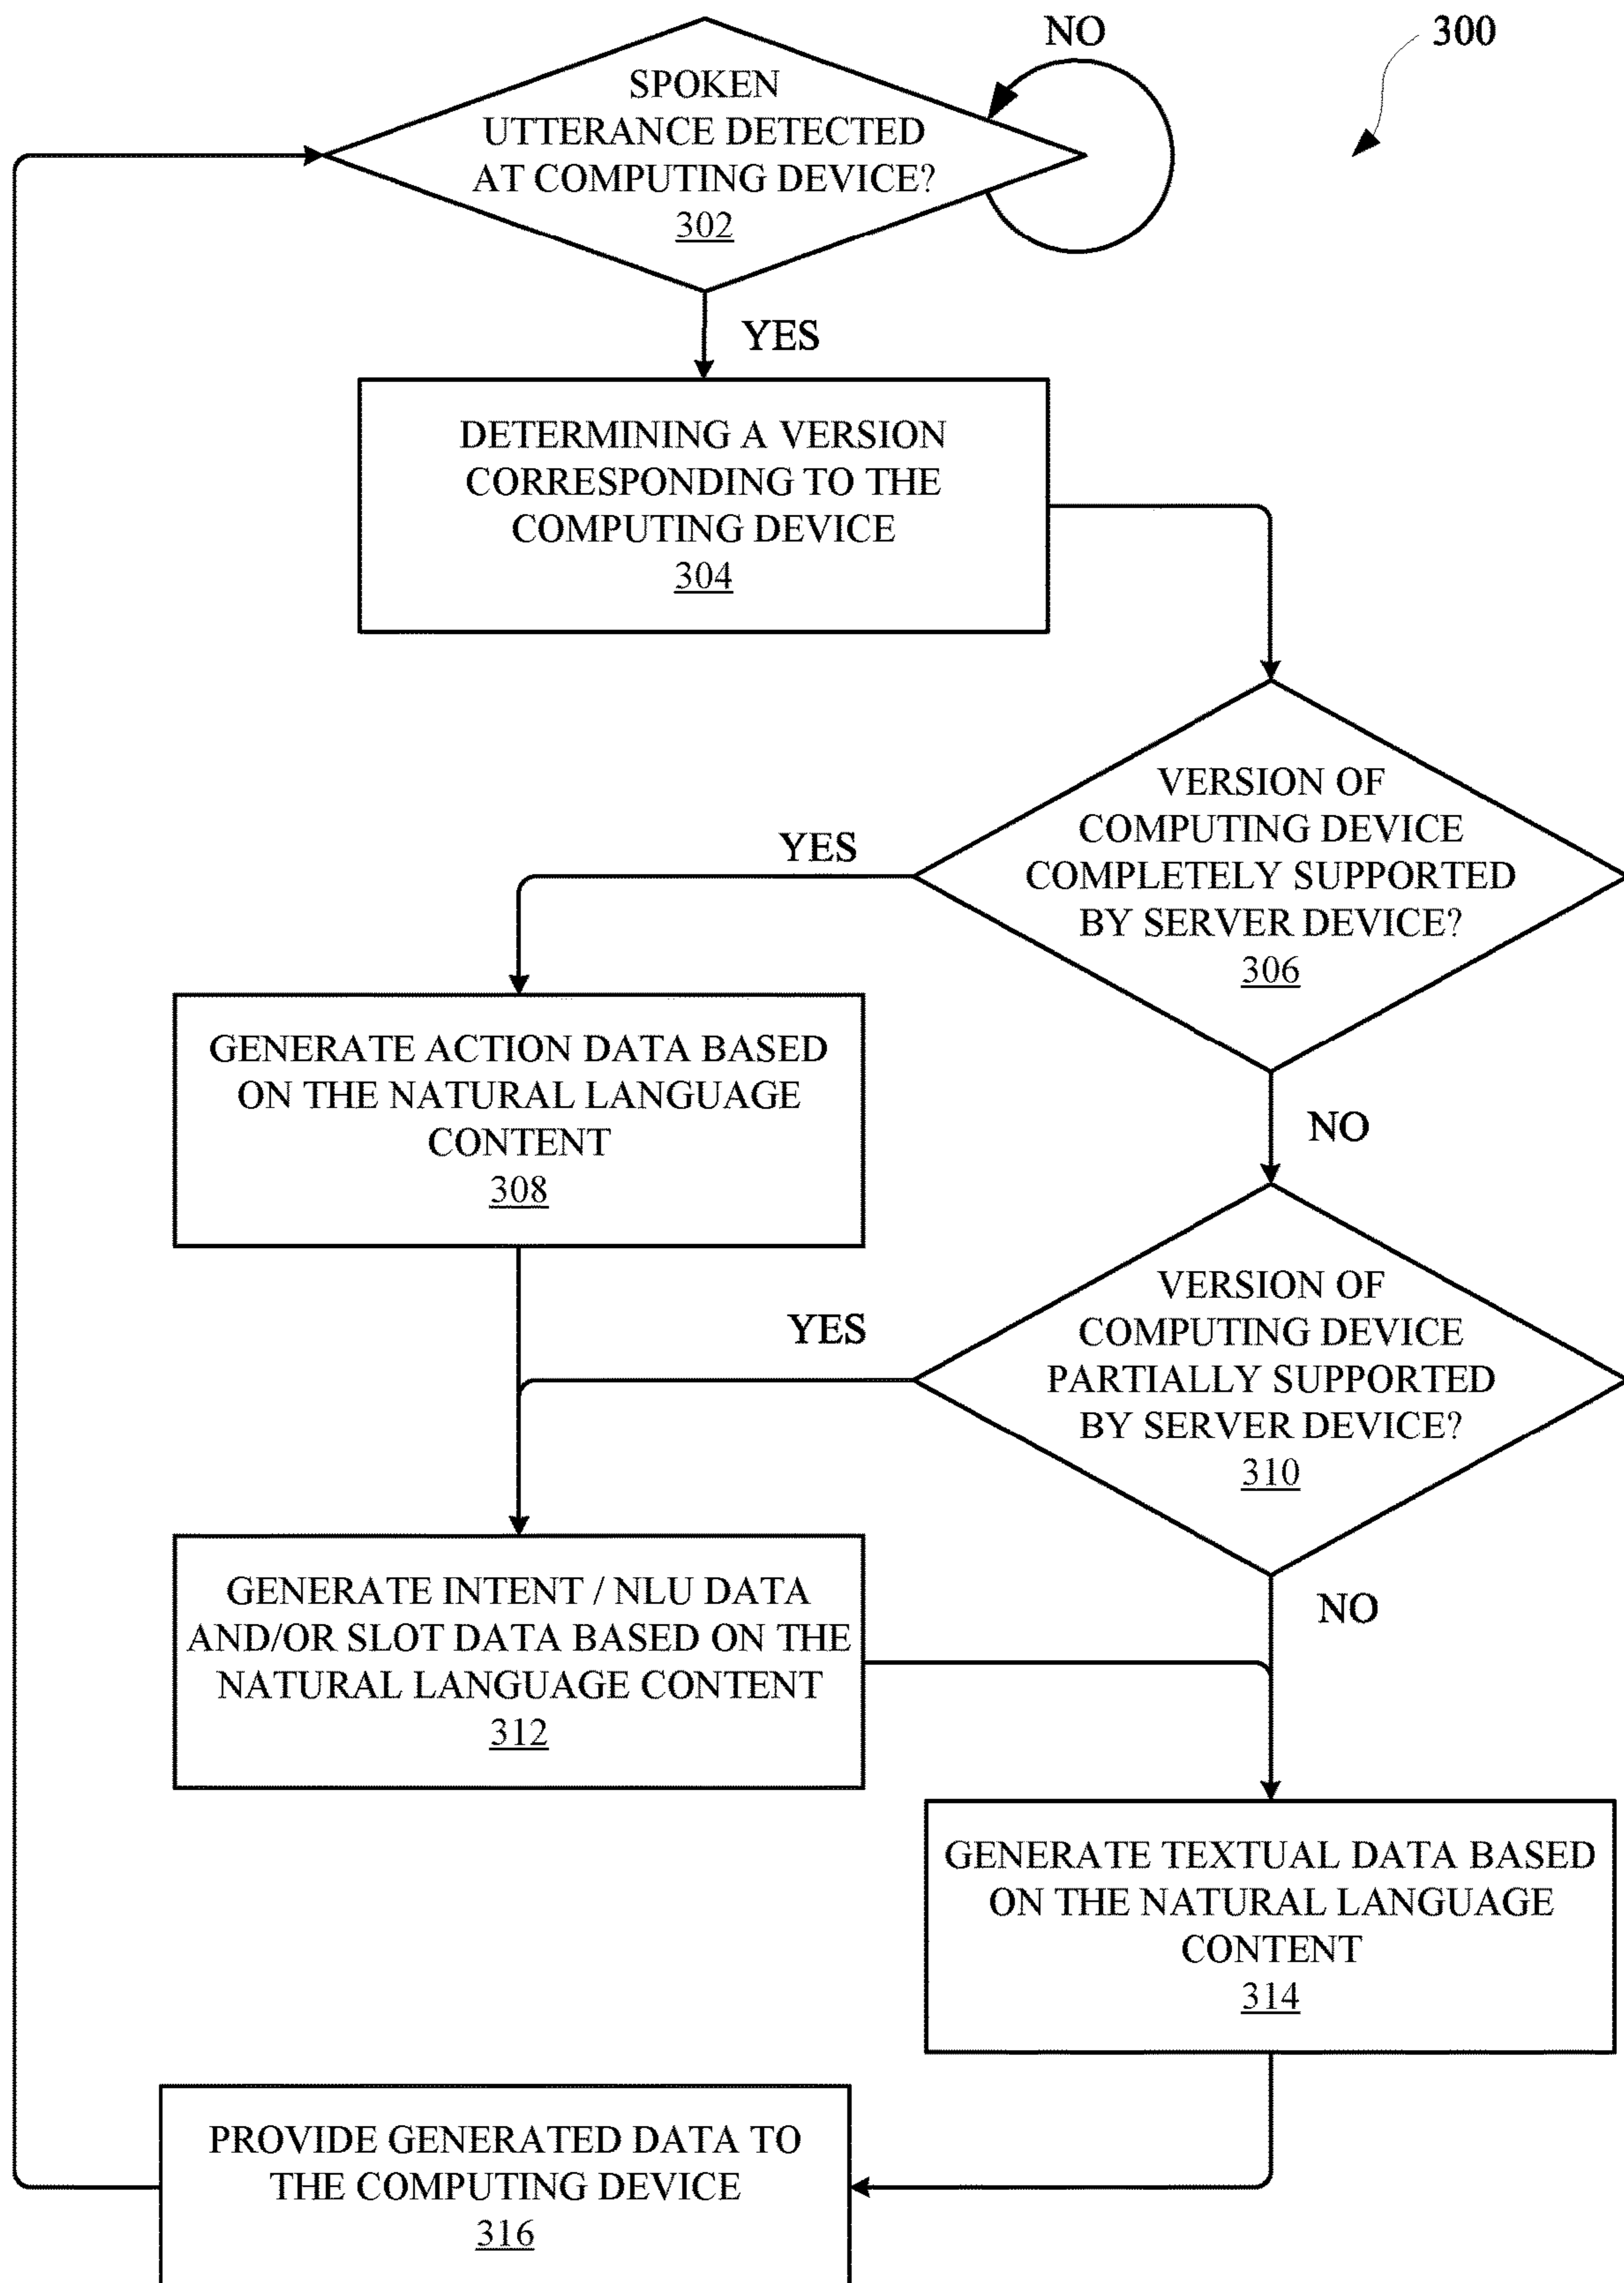 NO
300
SPOKEN
UTTERANCE DETECTED
AT COMPUTING DEVICE?
302
YES
DETERMINING A VERSION
CORRESPONDING TO THE
COMPUTING DEVICE
304
VERSION OF
COMPUTING DEVICE
COMPLETELY SUPPORTED
BY SERVER DEVICE?
306
YES
GENERATE ACTION DATA BASED
ON THE NATURAL LANGUAGE
CONTENT
308
NO
VERSION OF
COMPUTING DEVICE
PARTIALLY SUPPORTED
BY SERVER DEVICE?
310
YES
GENERATE INTENT / NLU DATA
AND/OR SLOT DATA BASED ON THE
NATURAL LANGUAGE CONTENT
312
NO
GENERATE TEXTUAL DATA BASED
ON THE NATURAL LANGUAGE
CONTENT
314
PROVIDE GENERATED DATA TO
THE COMPUTING DEVICE
316